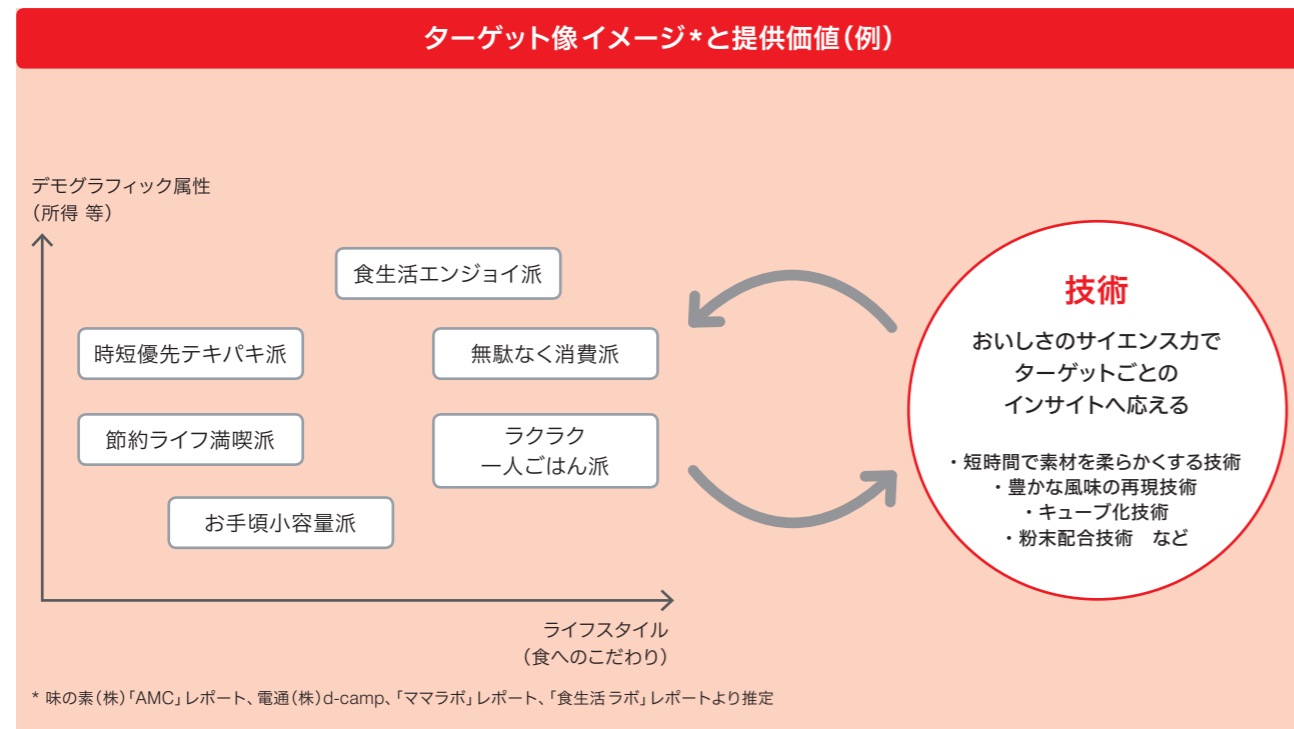 ターゲット像イメージ*と提供価値(例)
デモグラフィック属性
(所得 等)
食生活エンジョイ派
時短優先テキパキ派
無駄なく消費派
節約ライフ満喫派
ラクラク
一人ごはん派
お手頃小容量派
ライフスタイル
(食へのこだわり)
技術
おいしさのサイエンス力で
ターゲットごとの
インサイトへ応える
・短時間で素材を柔らかくする技術
・豊かな風味の再現技術
・キューブ化技術
・粉末配合技術 など
* 味の素(株)「AMC」レポート、電通(株)d-camp、「ママラボ」レポート、「食生活ラボ」レポートより推定